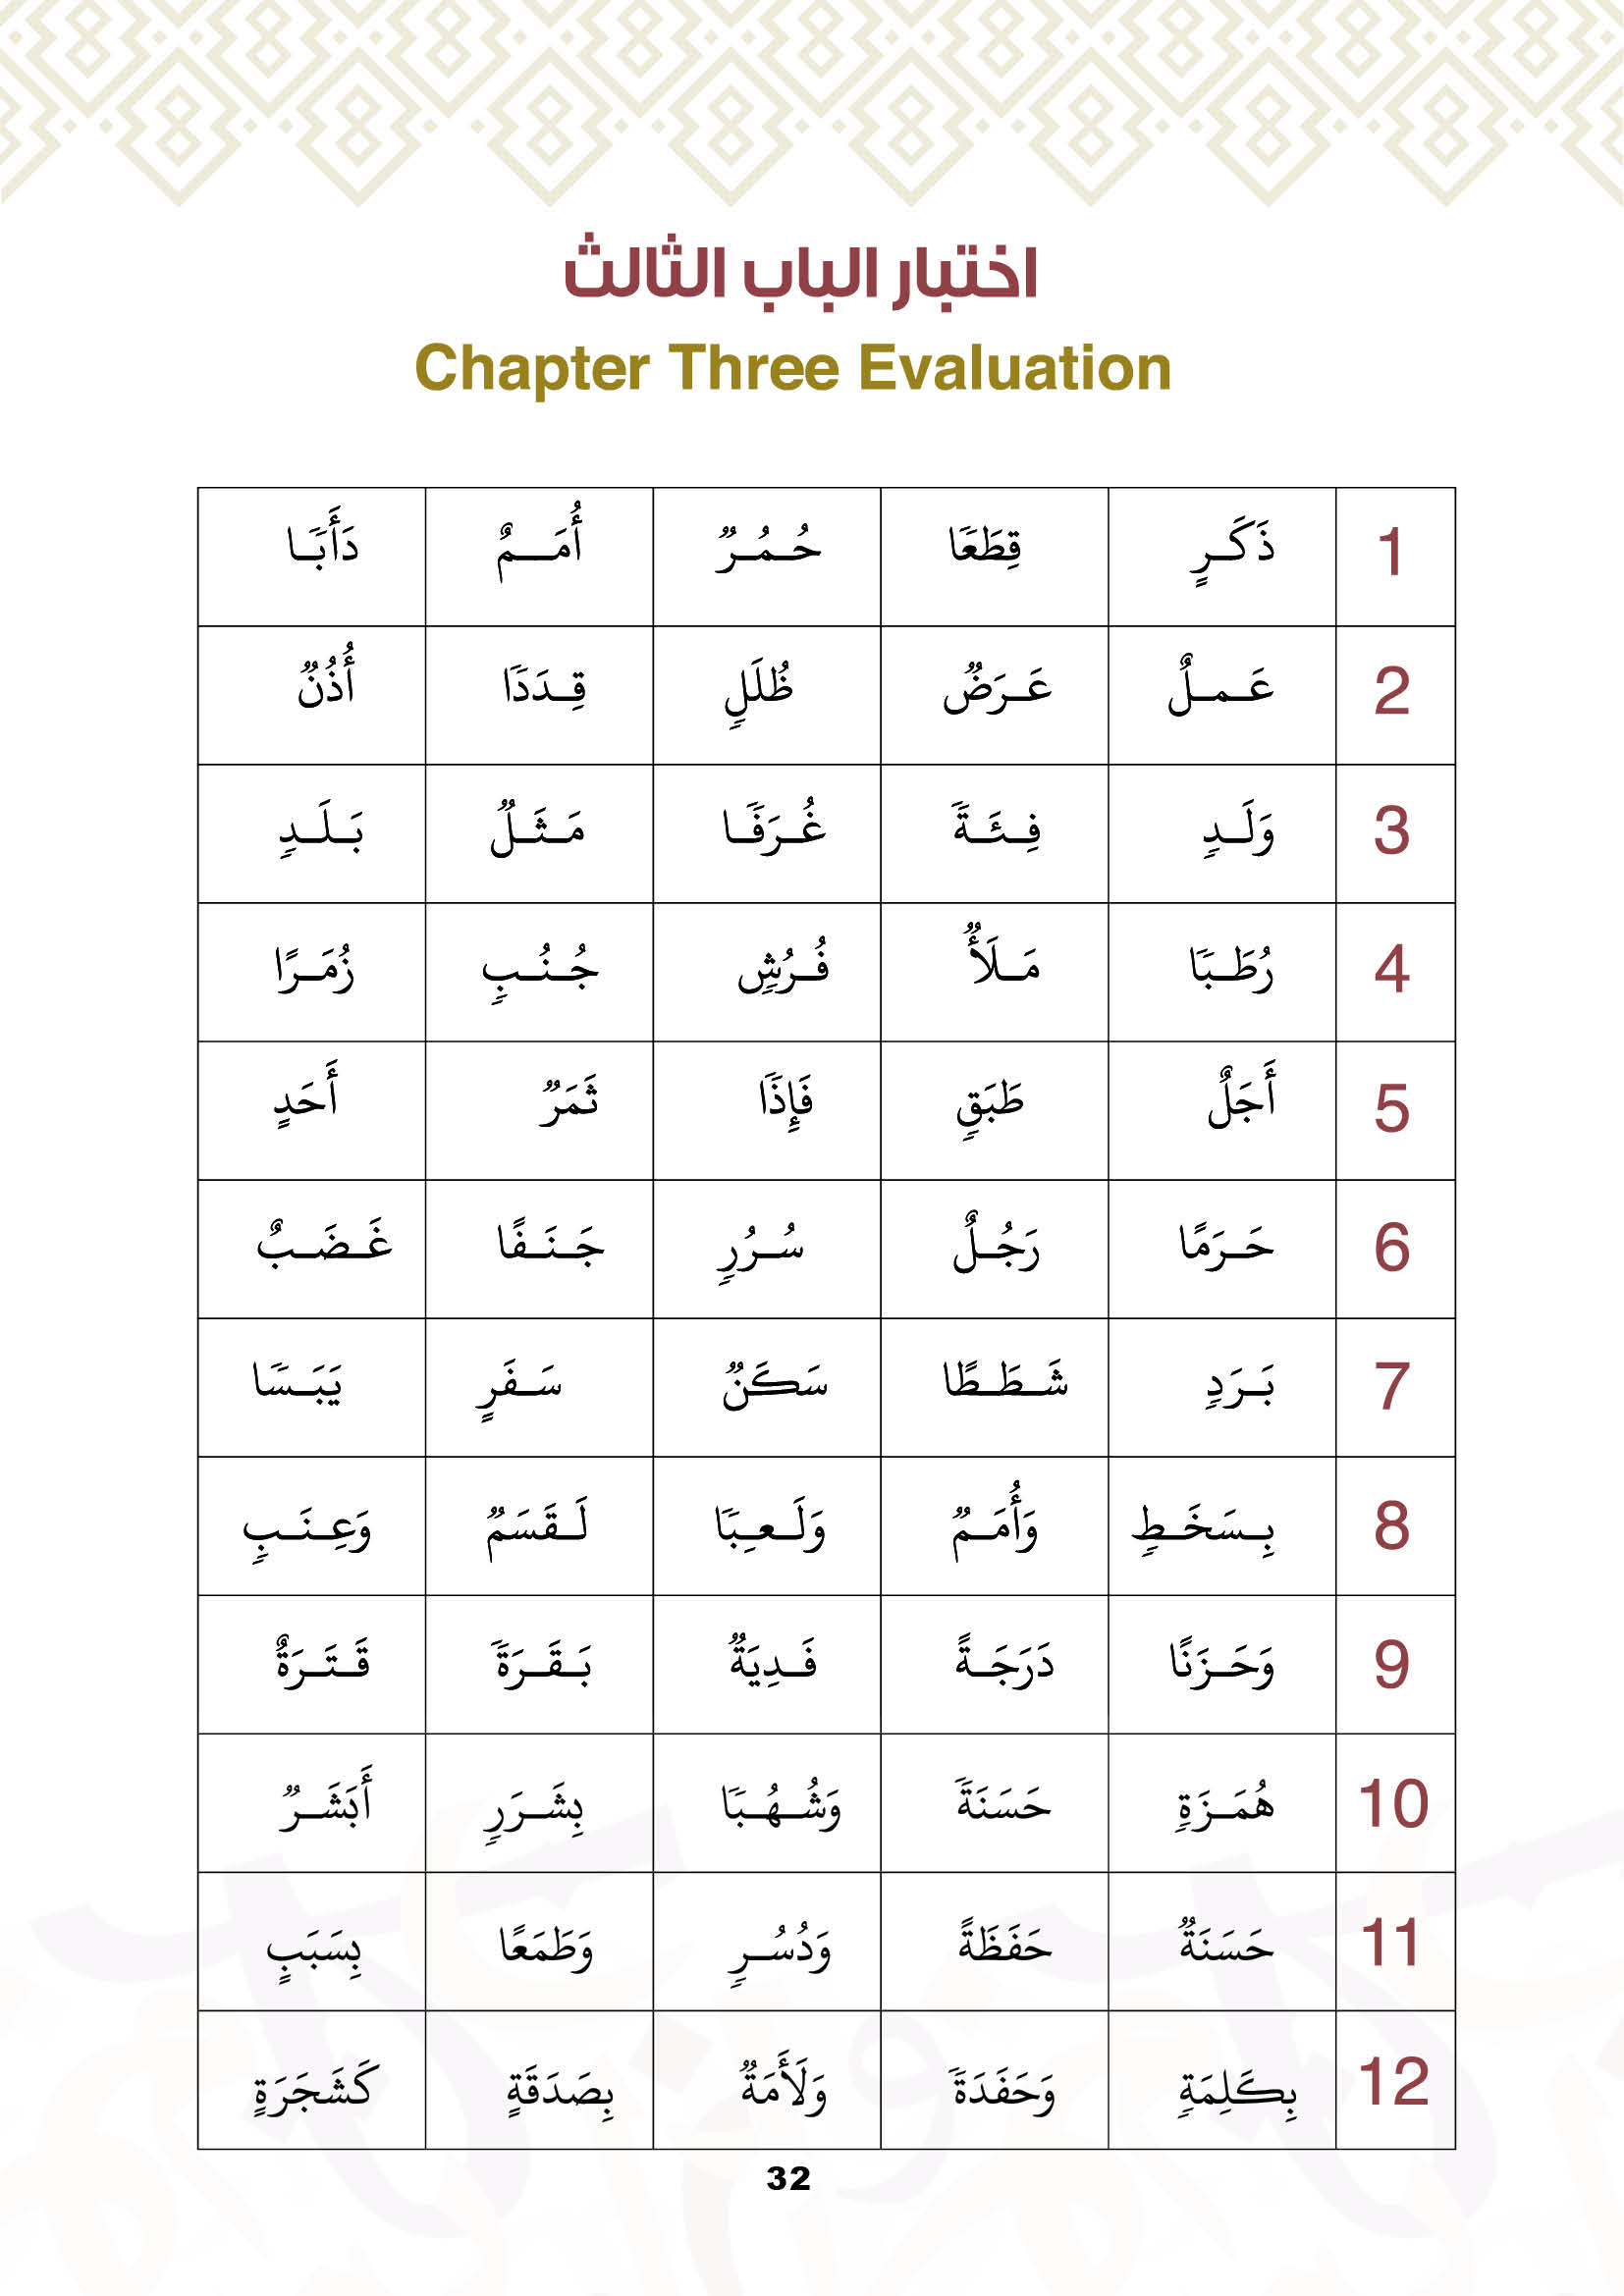 اختبار الباب الثالث
Chapter Three Evaluation
1 ذَكَرٍ قِطَعًا حُمُرٌ أُمَمٌ دَأَبًا
2 عَملٌ عَرَضٌ ظُلَلٍ قِدَدًا أُذُنٌ
3 وَلَدٍ فِئَةً غُرَفًا مَثَلٌ بَلَدٍ
4 رُطَبًا مَلَأٌ فُرُشٍ جُنُبٍ زُمَرًا
5 أَجَلٌ طَبَقٍ فَإِذًا ثَمَرٌ أَحَدٍ
6 حَرَمًا رَجُلٌ سُرُرٍ جَنَفًا غَضَبٌ
7 بَرَدٍ شَطَطًا سَكَنٌ سَفَرٍ يَبَسًا
8 بِسَخَطٍ وَأُمَمٌ وَلَعِبًا لَقَسَمٌ وَعِنَبٍ
9 وَحَزَنًا دَرَجَةً فَدِيَةٌ بَقَرَةً قَتَرَةٌ
10 هُمَزَةٍ حَسَنَةً وَشُهُبًا بِشَرَرٍ أَبَشَرٌ
11 حَسَنَةٌ حَفَظَةً وَدُسُرٍ وَطَمَعًا بِسَبَبٍ
12 بِكَلِمَةٍ وَحَفَدَةً وَلَأَمَةٌ بِصَدَقَةٍ كَشَجَرَةٍ
32